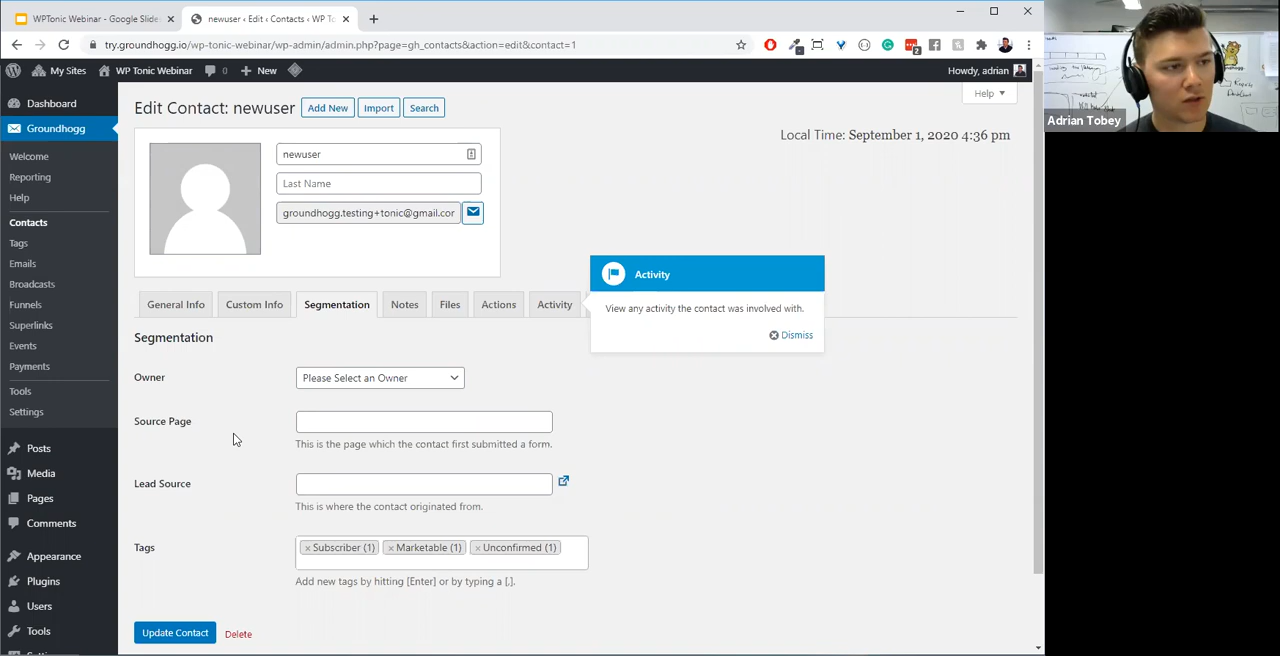 WPTonic Webinar - Google Slide
newuser ‹ Edit ‹ Contacts ‹ WP T
try.groundhogg.io/wp-tonic-webinar/wp-admin/admin.php?page=gh_contacts&action=edit&contact=1
2
My Sites
WP Tonic Webinar
0
New
Howdy, adrian
Adrian Tobey
Dashboard
Groundhogg
Welcome
Reporting
Help
Contacts
Tags
Emails
Broadcasts
Funnels
Superlinks
Events
Payments
Tools
Settings
Posts
Media
Pages
Comments
Appearance
Plugins
Users
Tools
Edit Contact: newuser
Add New
Import
Search
Help
Local Time: September 1, 2020 4:36 pm
newuser
Last Name
groundhogg.testing+tonic@gmail.cor
General Info
Custom Info
Segmentation
Notes
Files
Actions
Activity
Activity
View any activity the contact was involved with.
Dismiss
Segmentation
Owner
Please Select an Owner
Source Page
This is the page which the contact first submitted a form.
Lead Source
This is where the contact originated from.
Tags
× Subscriber (1) × Marketable (1) × Unconfirmed (1)
Add new tags by hitting [Enter] or by typing a [,].
Update Contact
Delete